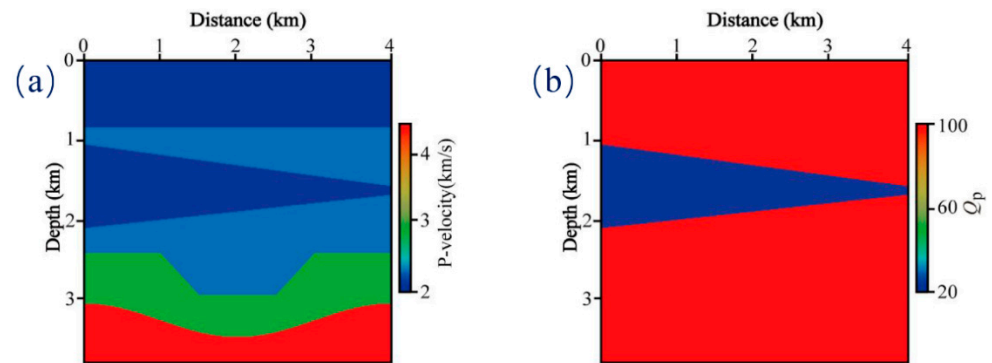 Distance (km)
0 1 2 3 4
(a)
0
1
2
3
Depth (km)
4
3
2
P-velocity(km/s)
Distance (km)
0 1 2 3 4
(b)
0
1
2
3
Depth (km)
100
60
20
Qp